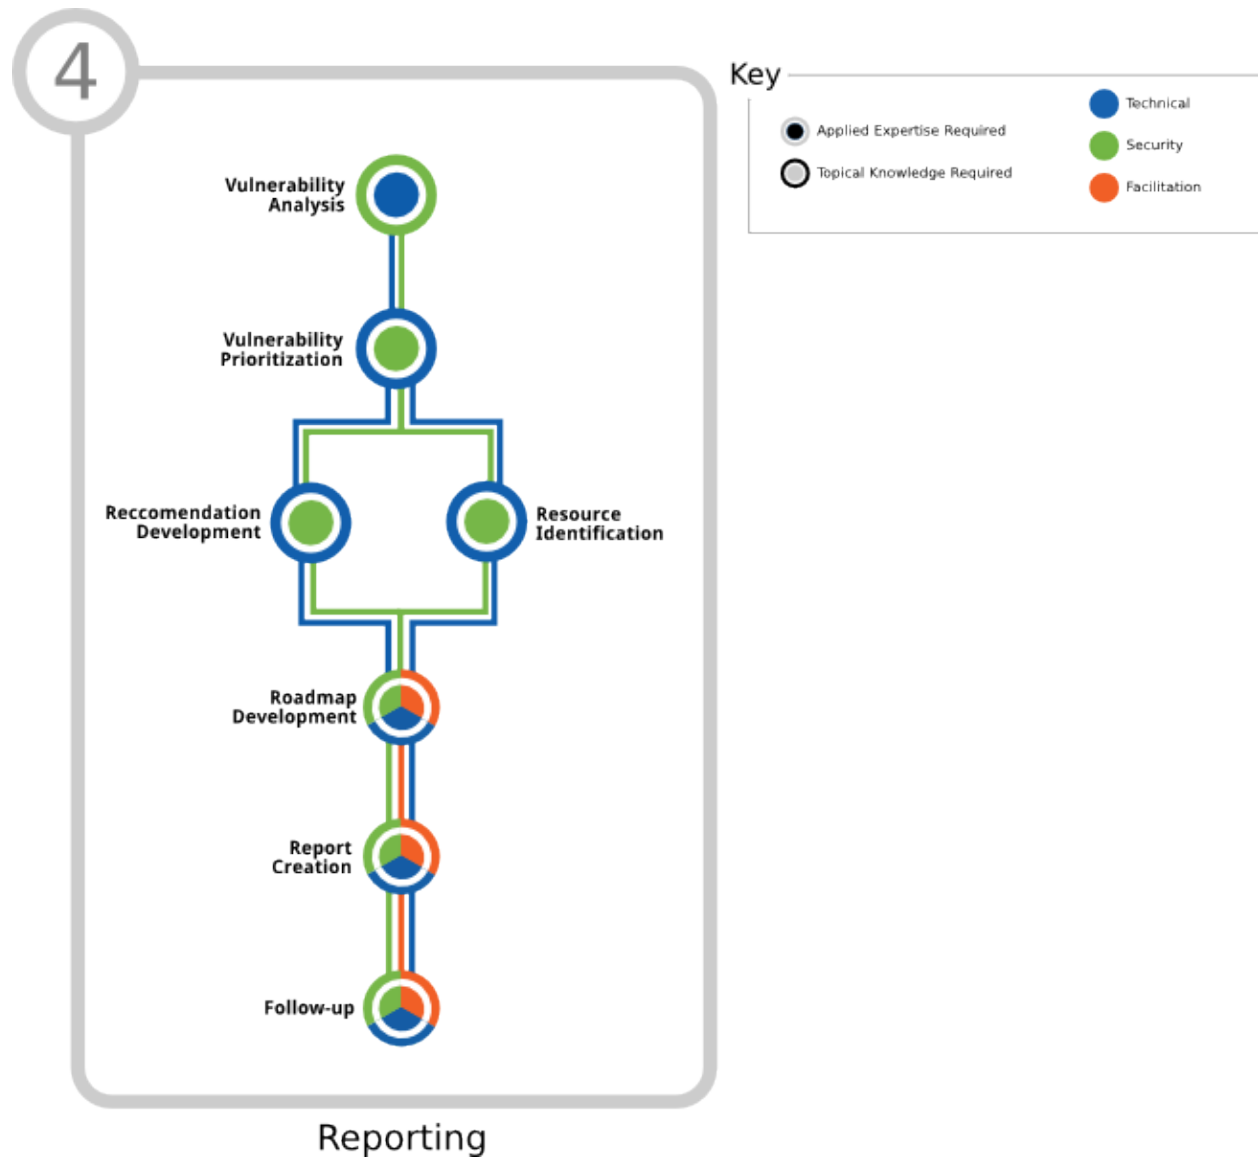 4
Key
Applied Expertise Required
Topical Knowledge Required
Technical
Security
Facilitation
Vulnerability
Analysis
Vulnerability
Prioritization
Reccomendation
Development
Resource
Identification
Roadmap
Development
Report
Creation
Follow-up
Reporting